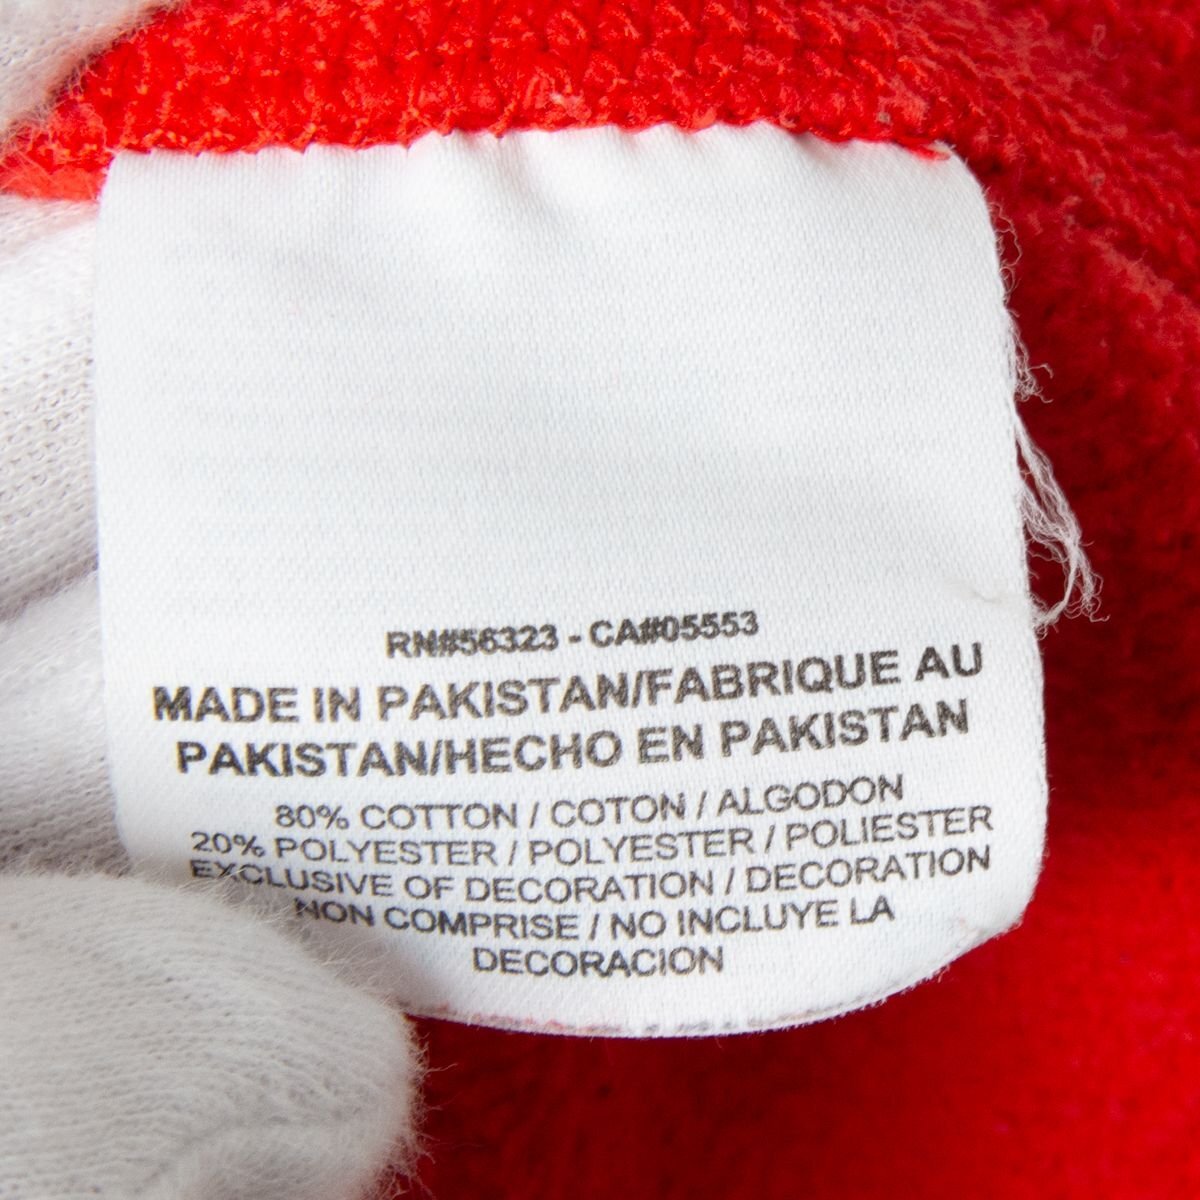 RN#56323 - CA#05553
MADE IN PAKISTAN/FABRIQUE AU
PAKISTAN/HECHO EN PAKISTAN
80% COTTON / COTON / ALGODON
20% POLYESTER / POLYESTER / POLIESTER
EXCLUSIVE OF DECORATION / DECORATION
NON COMPRISE / NO INCLUYE LA
DECORACION